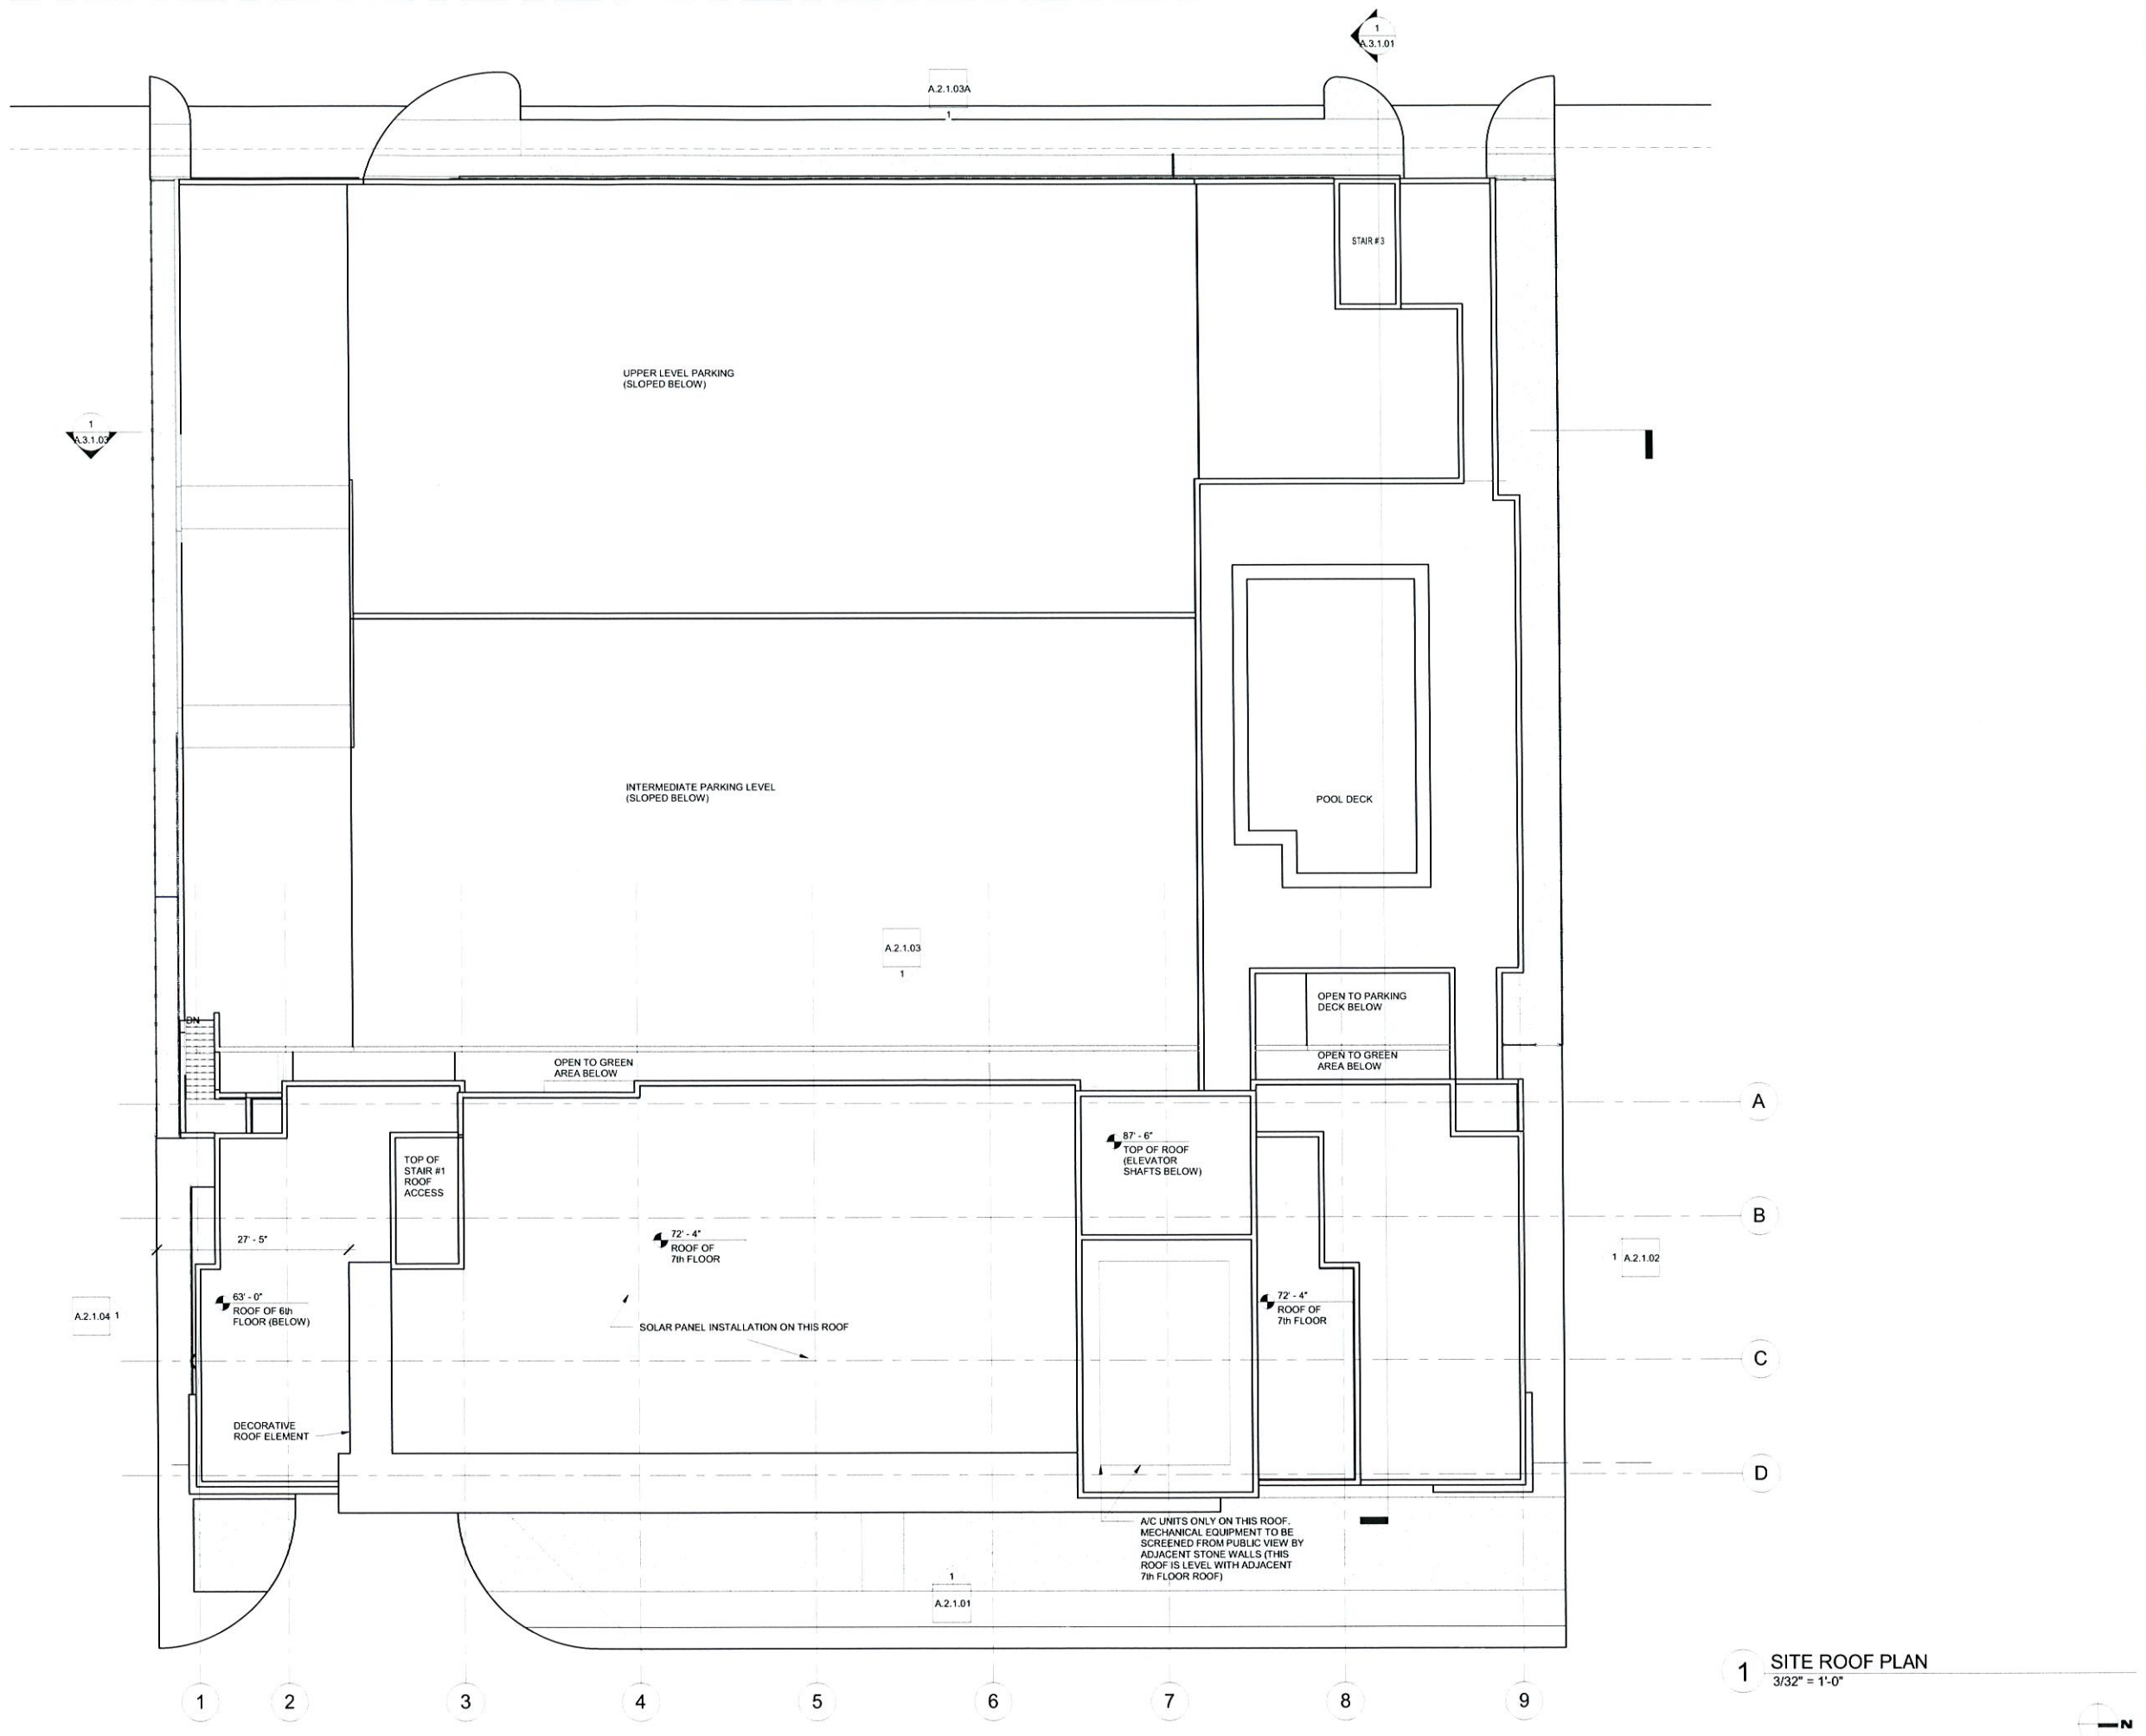 1
A.3.1.01
A.2.1.03A
1
STAIR # 3
UPPER LEVEL PARKING
(SLOPED BELOW)
1
A.3.1.03
INTERMEDIATE PARKING LEVEL
(SLOPED BELOW)
POOL DECK
A.2.1.03
1
OPEN TO PARKING
DECK BELOW
DN
OPEN TO GREEN
AREA BELOW
OPEN TO GREEN
AREA BELOW
A
87' - 6"
TOP OF ROOF
(ELEVATOR
SHAFTS BELOW)
TOP OF
STAIR #1
ROOF
ACCESS
B
27' - 5"
72' - 4"
ROOF OF
7th FLOOR
1 A.2.1.02
63' - 0"
ROOF OF 6th
FLOOR (BELOW)
72' - 4"
ROOF OF
7th FLOOR
A.2.1.04 1
SOLAR PANEL INSTALLATION ON THIS ROOF
C
DECORATIVE
ROOF ELEMENT
D
A/C UNITS ONLY ON THIS ROOF.
MECHANICAL EQUIPMENT TO BE
SCREENED FROM PUBLIC VIEW BY
ADJACENT STONE WALLS (THIS
ROOF IS LEVEL WITH ADJACENT
7th FLOOR ROOF)
1
A.2.1.01
1 2 3 4 5 6 7 8 9
1 SITE ROOF PLAN
3/32" = 1'-0"
N